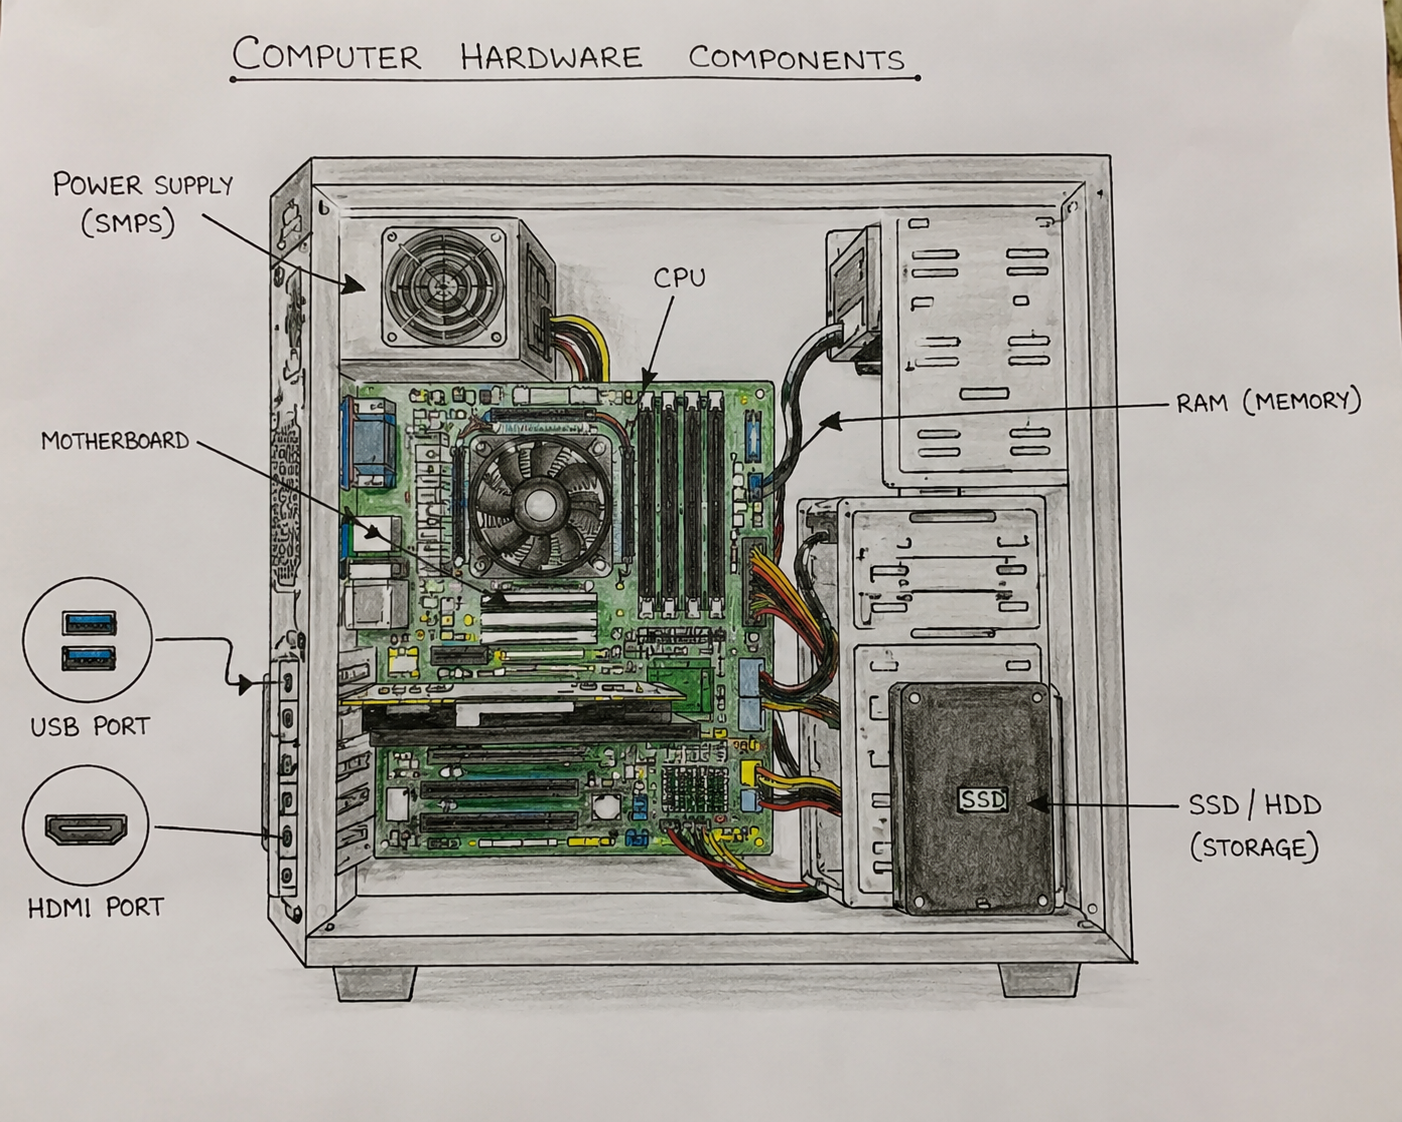 COMPUTER HARDWARE COMPONENTS
POWER SUPPLY
(SMPS)
CPU
RAM (MEMORY)
MOTHERBOARD
USB PORT
SSD
SSD / HDD
(STORAGE)
HDMI PORT